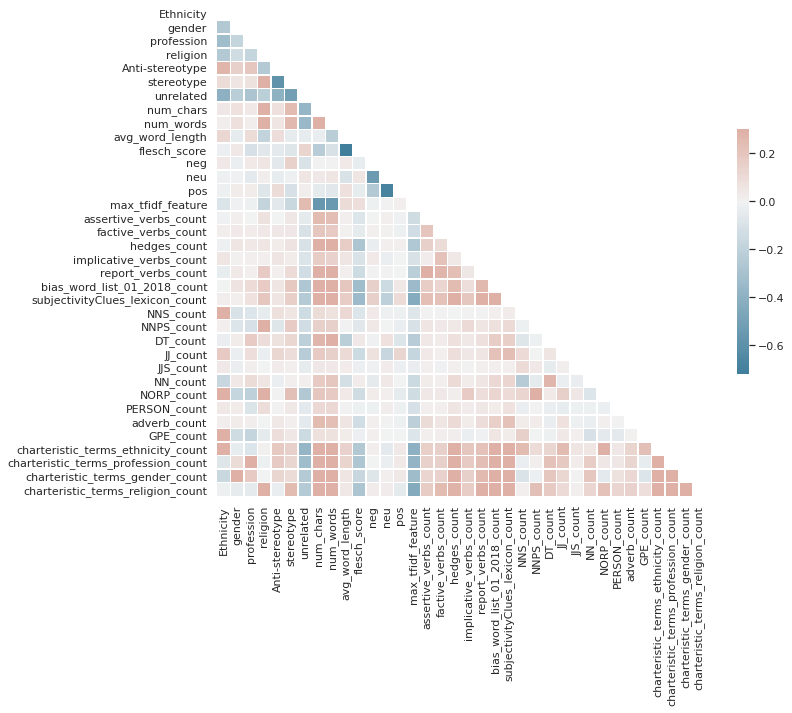 Ethnicity
gender
profession
religion
Anti-stereotype
stereotype
unrelated
num_chars
num_words
avg_word_length
flesch_score
neg
neu
pos
max_tfidf_feature
assertive_verbs_count
factive_verbs_count
hedges_count
implicative_verbs_count
report_verbs_count
bias_word_list_01_2018_count
subjectivityClues_lexicon_count
NNS_count
NNPS_count
DT_count
JJ_count
JJS_count
NN_count
NORP_count
PERSON_count
adverb_count
GPE_count
charteristic_terms_ethnicity_count
charteristic_terms_profession_count
charteristic_terms_gender_count
charteristic_terms_religion_count
0.2
0.0
−0.2
−0.4
−0.6
Ethnicity
gender
profession
religion
Anti-stereotype
stereotype
unrelated
num_chars
num_words
avg_word_length
flesch_score
neg
neu
pos
max_tfidf_feature
assertive_verbs_count
factive_verbs_count
hedges_count
implicative_verbs_count
report_verbs_count
bias_word_list_01_2018_count
subjectivityClues_lexicon_count
NNS_count
NNPS_count
DT_count
JJ_count
JJS_count
NN_count
NORP_count
PERSON_count
adverb_count
GPE_count
charteristic_terms_ethnicity_count
charteristic_terms_profession_count
charteristic_terms_gender_count
charteristic_terms_religion_count